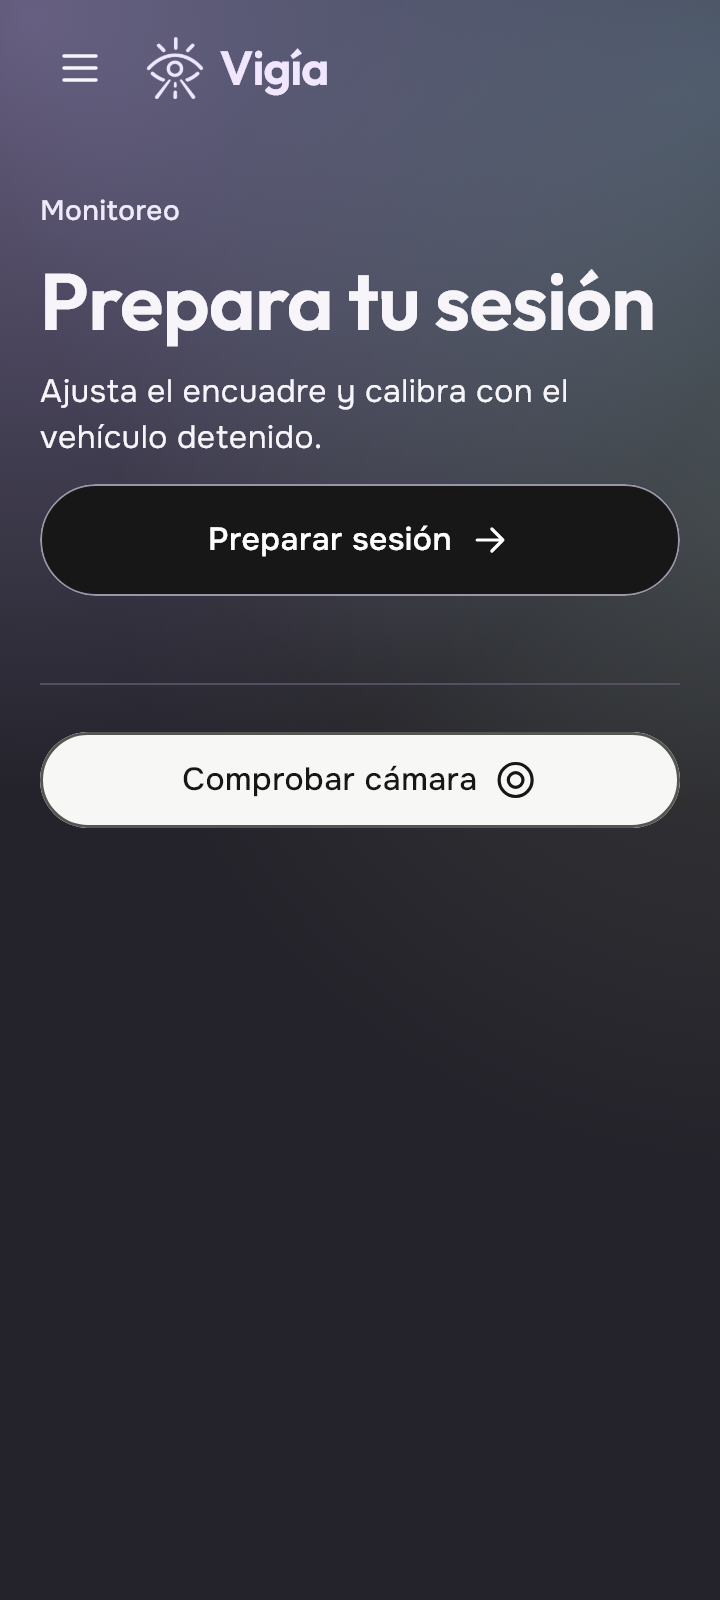 Vigía
Monitoreo
Prepara tu sesión
Ajusta el encuadre y calibra con el
vehículo detenido.
Preparar sesión
Comprobar cámara